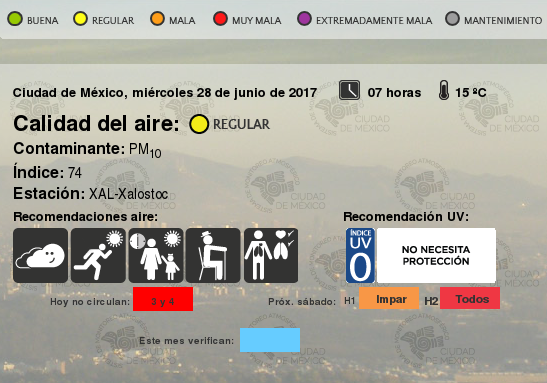 BUENA REGULAR MALA MUY MALA EXTREMADAMENTE MALA MANTENIMIENTO
Ciudad de México, miércoles 28 de junio de 2017 07 horas 15 ºC
Calidad del aire: REGULAR
Contaminante: PM10
Índice: 74
Estación: XAL-Xalostoc
Recomendaciones aire: Recomendación UV:
ÍNDICE
UV
0
NO NECESITA
PROTECCIÓN
Hoy no circulan: 3 y 4 Próx. sábado: H1 Impar H2 Todos
Este mes verifican:
CIUDAD
DE MÉXICO